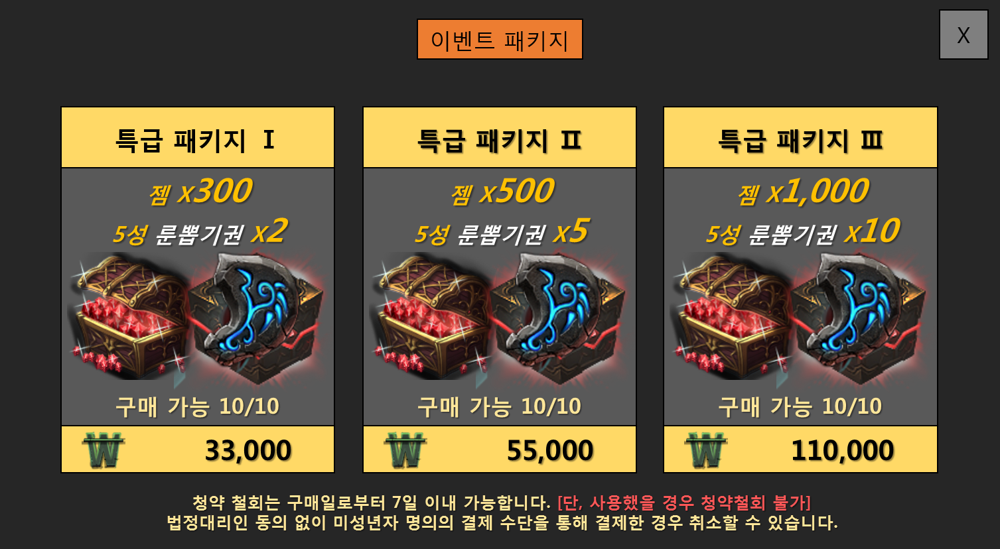 이벤트 패키지
X
특급 패키지 Ⅰ
젬 X300
5성 룬뽑기권 X2
구매 가능 10/10
₩ 33,000
특급 패키지 Ⅱ
젬 X500
5성 룬뽑기권 X5
구매 가능 10/10
₩ 55,000
특급 패키지 Ⅲ
젬 X1,000
5성 룬뽑기권 X10
구매 가능 10/10
₩ 110,000
청약 철회는 구매일로부터 7일 이내 가능합니다. [단, 사용했을 경우 청약철회 불가]
법정대리인 동의 없이 미성년자 명의의 결제 수단을 통해 결제한 경우 취소할 수 있습니다.